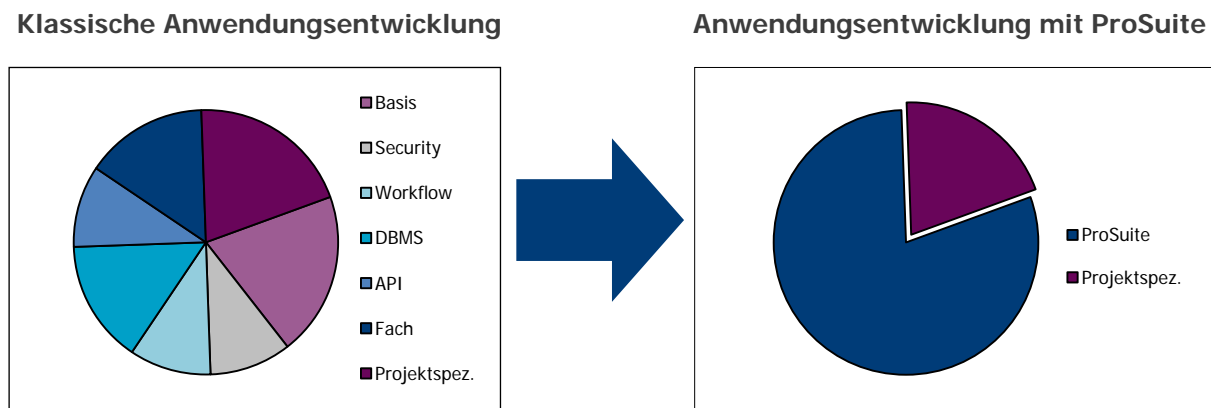 Klassische Anwendungsentwicklung
Basis
Security
Workflow
DBMS
API
Fach
Projektspez.
Anwendungsentwicklung mit ProSuite
ProSuite
Projektspez.